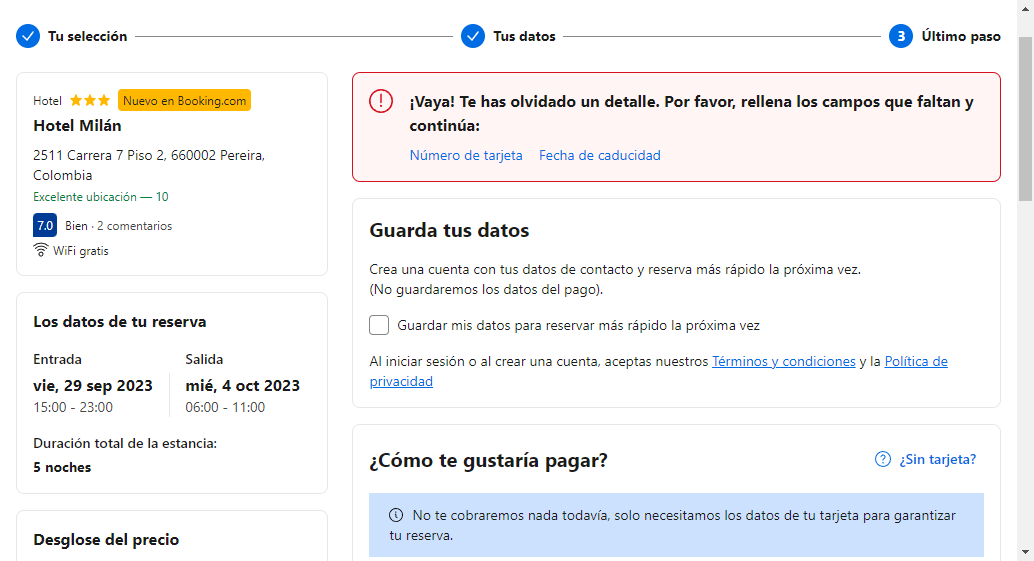 Tu selección
Tus datos
3 Último paso
Hotel Nuevo en Booking.com
Hotel Milán
2511 Carrera 7 Piso 2, 660002 Pereira,
Colombia
Excelente ubicación — 10
7.0 Bien · 2 comentarios
WiFi gratis
Los datos de tu reserva
Entrada
vie, 29 sep 2023
15:00 - 23:00
Salida
mié, 4 oct 2023
06:00 - 11:00
Duración total de la estancia:
5 noches
Desglose del precio
¡Vaya! Te has olvidado un detalle. Por favor, rellena los campos que faltan y
continúa:
Número de tarjeta Fecha de caducidad
Guarda tus datos
Crea una cuenta con tus datos de contacto y reserva más rápido la próxima vez.
(No guardaremos los datos del pago).
Guardar mis datos para reservar más rápido la próxima vez
Al iniciar sesión o al crear una cuenta, aceptas nuestros Términos y condiciones y la Política de
privacidad
¿Cómo te gustaría pagar?
¿Sin tarjeta?
No te cobraremos nada todavía, solo necesitamos los datos de tu tarjeta para garantizar
tu reserva.